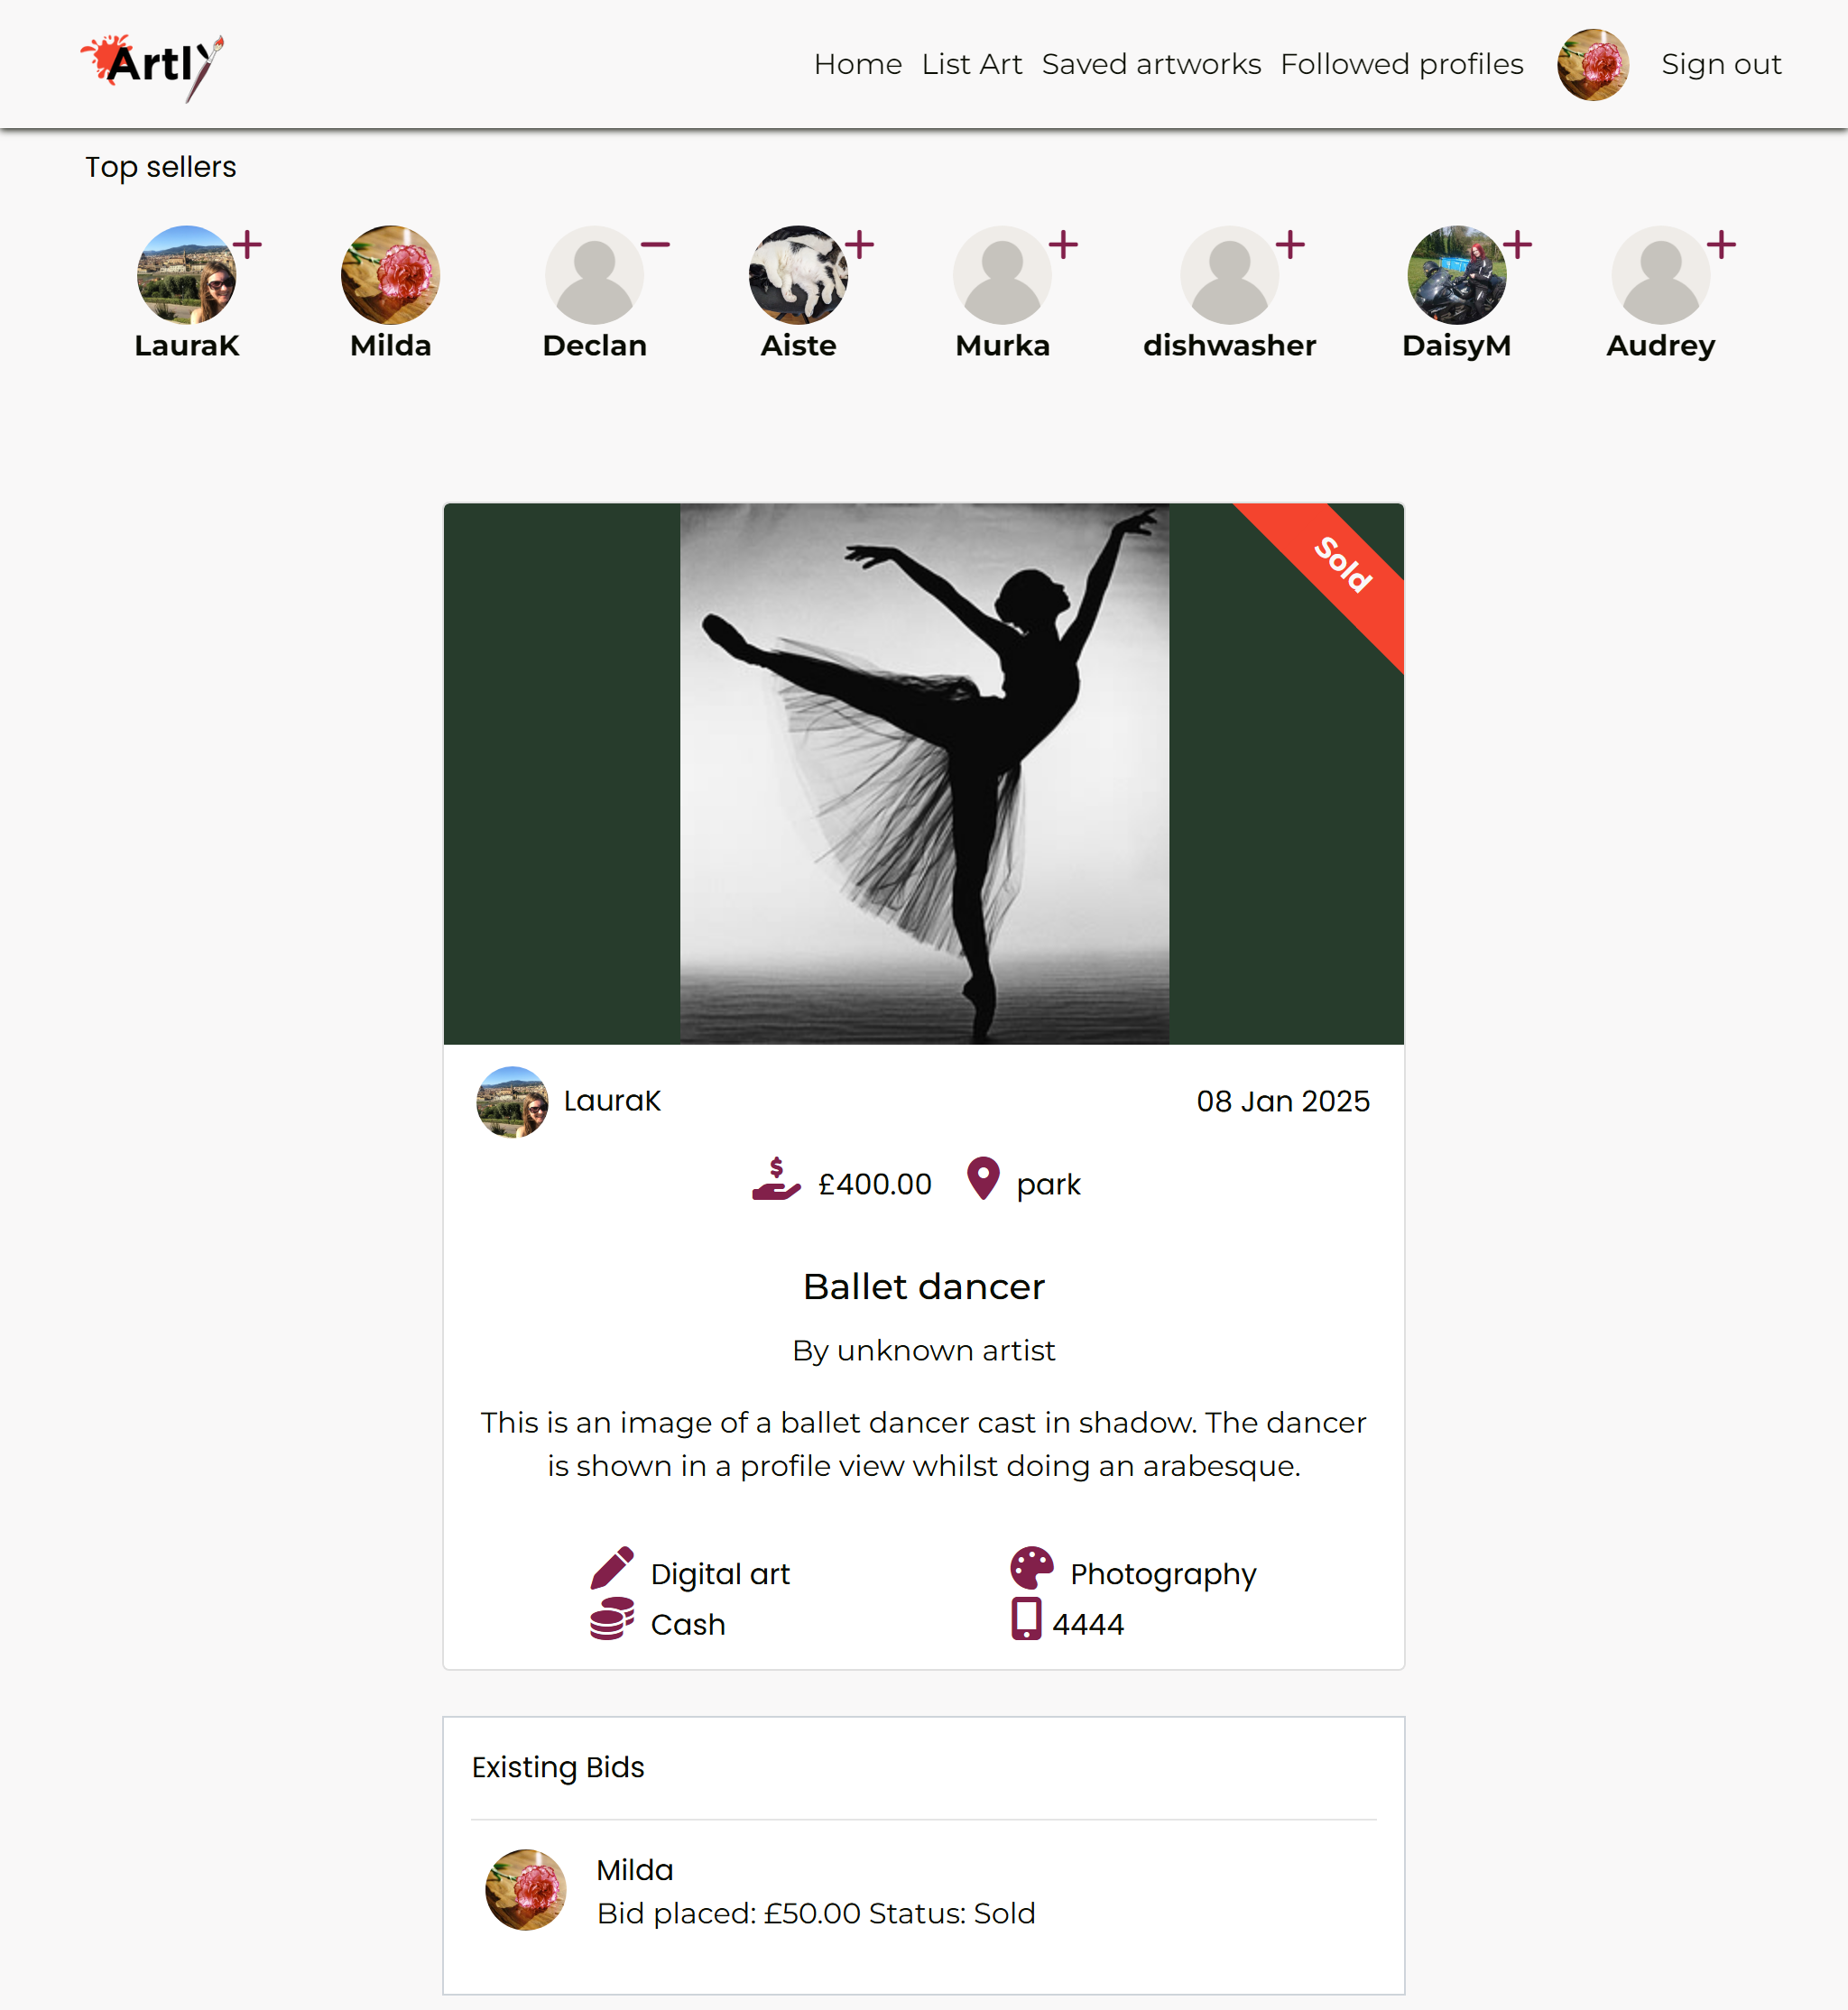 Artly
Home List Art Saved artworks Followed profiles Sign out
Top sellers
LauraK Milda Declan Aiste Murka dishwasher DaisyM Audrey
Sold
LauraK 08 Jan 2025
$ £400.00 park
Ballet dancer
By unknown artist
This is an image of a ballet dancer cast in shadow. The dancer
is shown in a profile view whilst doing an arabesque.
Digital art Photography
Cash 4444
Existing Bids
Milda
Bid placed: £50.00 Status: Sold